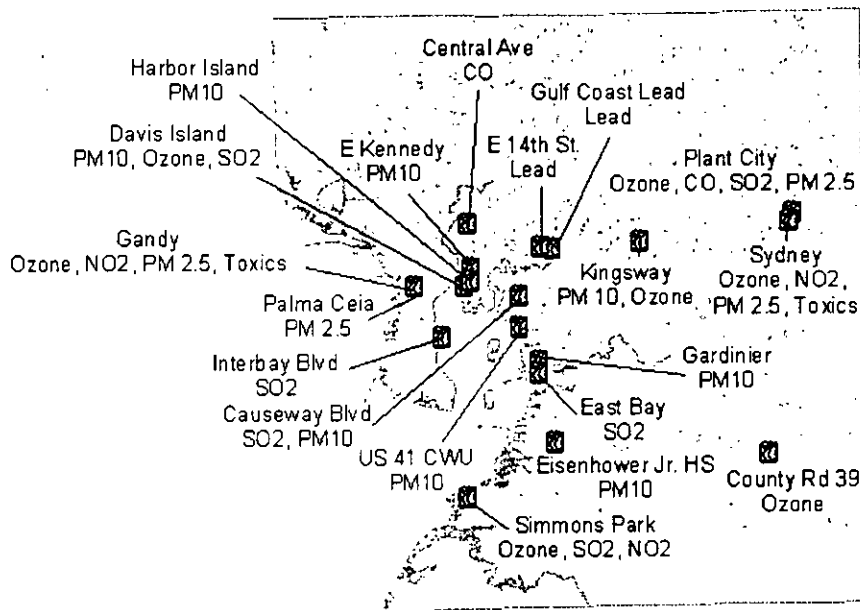 Central Ave
CO
Harbor Island
PM10
Gulf Coast Lead
Lead
Davis Island
PM10, Ozone, SO2
E Kennedy
PM10
E 14th St.
Lead
Plant City
Ozone, CO, SO2, PM 2.5
Gandy
Ozone, NO2, PM 2.5, Toxics
Kingsway
PM 10, Ozone
Sydney
Ozone, NO2,
PM 2.5, Toxics
Palma Ceia
PM 2.5
Interbay Blvd
SO2
Gardinier
PM10
Causeway Blvd
SO2, PM10
East Bay
SO2
US 41 CWU
PM10
Eisenhower Jr. HS
PM10
County Rd 39
Ozone
Simmons Park
Ozone, SO2, NO2